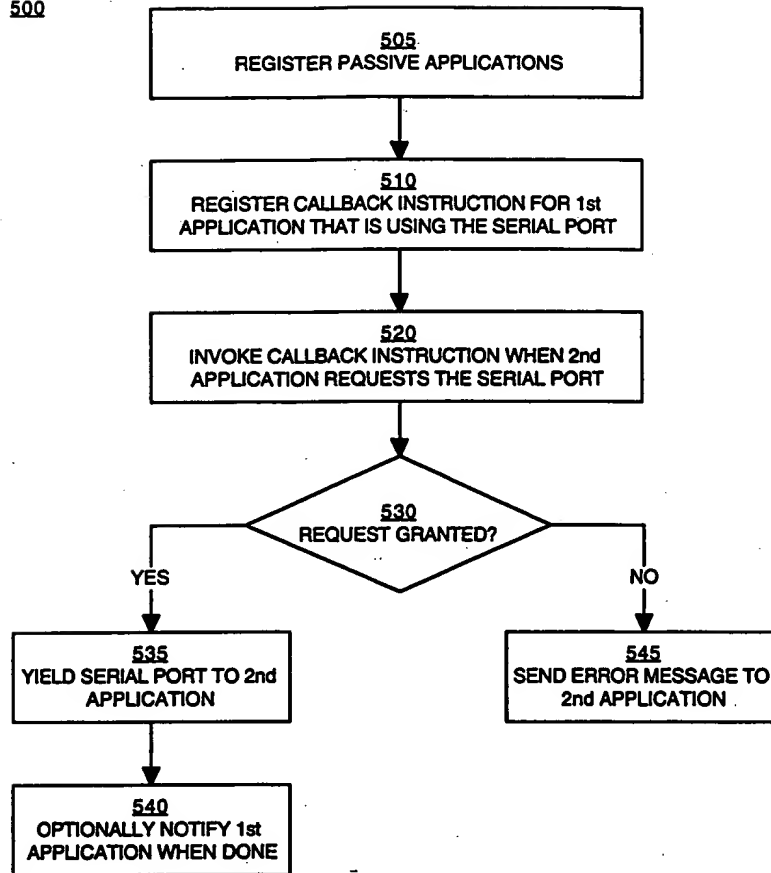 500
505
REGISTER PASSIVE APPLICATIONS
510
REGISTER CALLBACK INSTRUCTION FOR 1st
APPLICATION THAT IS USING THE SERIAL PORT
520
INVOKE CALLBACK INSTRUCTION WHEN 2nd
APPLICATION REQUESTS THE SERIAL PORT
530
REQUEST GRANTED?
YES
NO
535
YIELD SERIAL PORT TO 2nd
APPLICATION
545
SEND ERROR MESSAGE TO
2nd APPLICATION
540
OPTIONALLY NOTIFY 1st
APPLICATION WHEN DONE